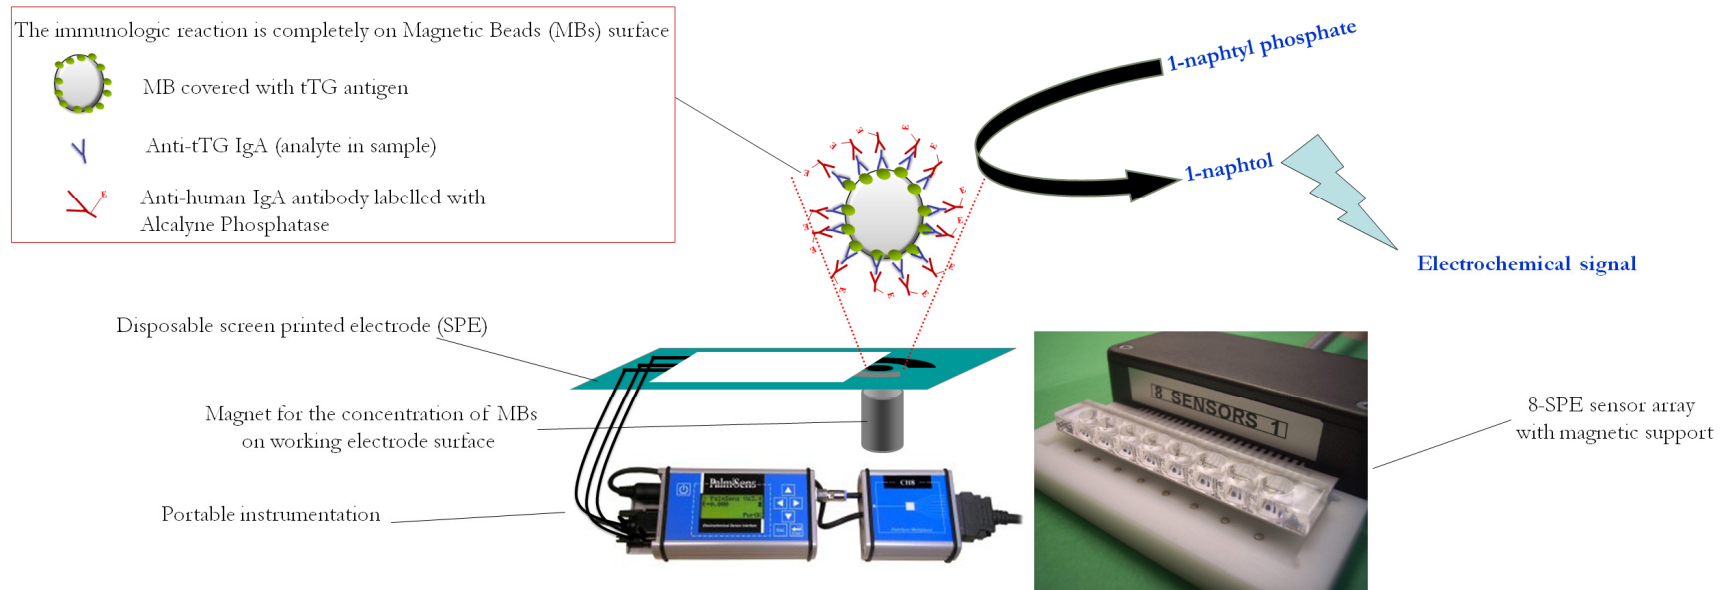 The immunologic reaction is completely on Magnetic Beads (MBs) surface
MB covered with tTG antigen
Anti-tTG IgA (analyte in sample)
E
Anti-human IgA antibody labelled with
Alcalyne Phosphatase
1-naphtyl phosphate
1-naphtol
Electrochemical signal
E
E
E
E
E
E
E
E
E
E
E
E
E
Disposable screen printed electrode (SPE)
Magnet for the concentration of MBs
on working electrode surface
8 SENSORS 1
8-SPE sensor array
with magnetic support
Portable instrumentation
PalmSens
CH8